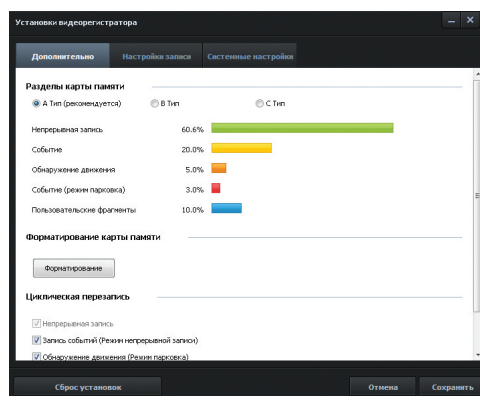 Установки видеорегистратора
Дополнительно Настройки записи Системные настройки
Разделы карты памяти
А Тип (рекомендуется) В Тип С Тип
Непрерывная запись 60.6%
Событие 20.0%
Обнаружение движения 5.0%
Событие (режим парковка) 3.0%
Пользовательские фрагменты 10.0%
Форматирование карты памяти
Форматирование
Циклическая перезапись
Непрерывная запись
Запись событий (Режим непрерывной записи)
Обнаружение движения (Режим парковка)
Сброс установок Отмена Сохранить